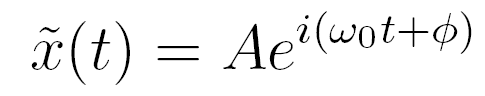 x̃(t) = Ae^{i(ω₀t+ϕ)}